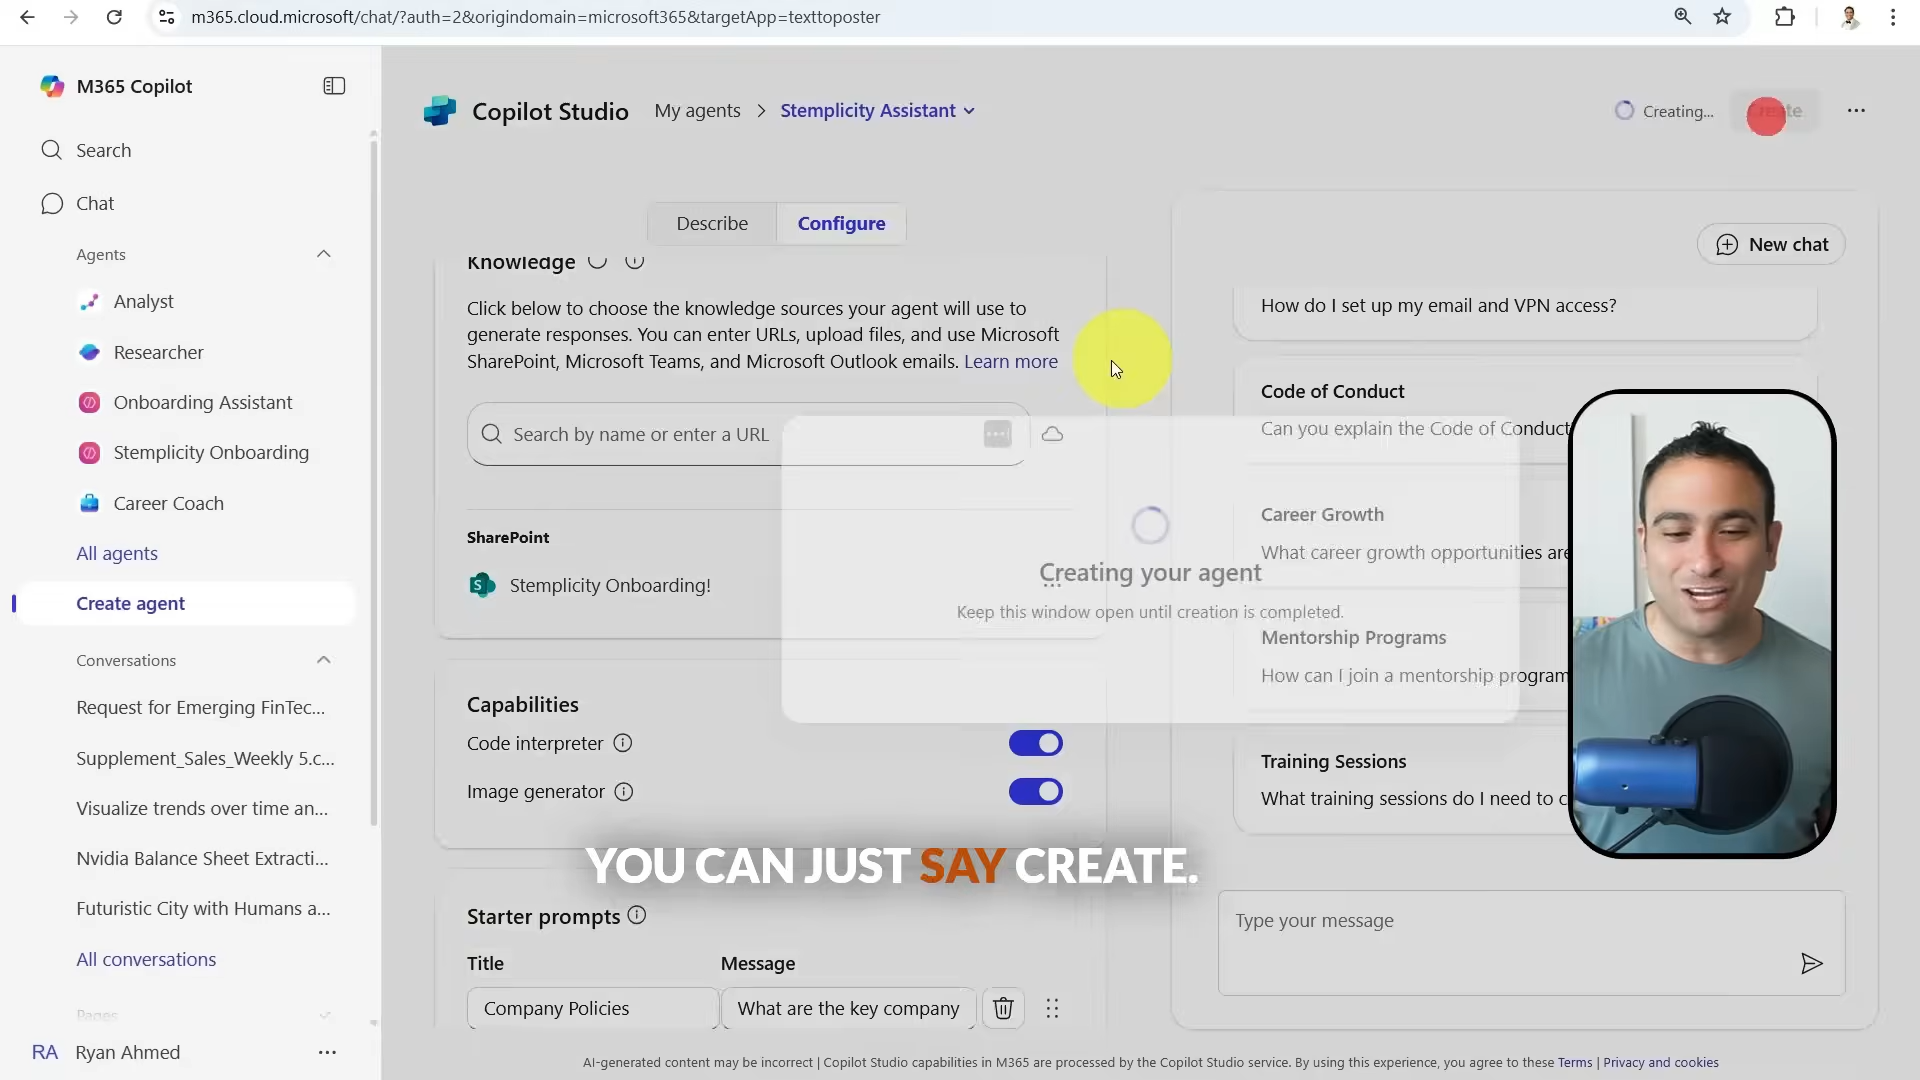 m365.cloud.microsoft/chat/?auth=2&origindomain=microsoft365&targetApp=texttoposter
M365 Copilot
Search
Chat
Agents
Analyst
Researcher
Onboarding Assistant
Stemplicity Onboarding
Career Coach
All agents
Create agent
Conversations
Request for Emerging FinTec...
Supplement_Sales_Weekly 5.c...
Visualize trends over time an...
Nvidia Balance Sheet Extracti...
Futuristic City with Humans a...
All conversations
Pages
RA Ryan Ahmed
Copilot Studio My agents > Stemplicity Assistant
Creating... Create
Describe Configure
Knowledge
Click below to choose the knowledge sources your agent will use to
generate responses. You can enter URLs, upload files, and use Microsoft
SharePoint, Microsoft Teams, and Microsoft Outlook emails. Learn more
Search by name or enter a URL
SharePoint
Stemplicity Onboarding!
Creating your agent
Keep this window open until creation is completed.
Capabilities
Code interpreter
Image generator
YOU CAN JUST SAY CREATE.
Starter prompts
Title Message
Company Policies What are the key company
New chat
How do I set up my email and VPN access?
Code of Conduct
Can you explain the Code of Conduct
Career Growth
What career growth opportunities are
Mentorship Programs
How can I join a mentorship program
Training Sessions
What training sessions do I need to c
Type your message
AI-generated content may be incorrect | Copilot Studio capabilities in M365 are processed by the Copilot Studio service. By using this experience, you agree to these Terms | Privacy and cookies